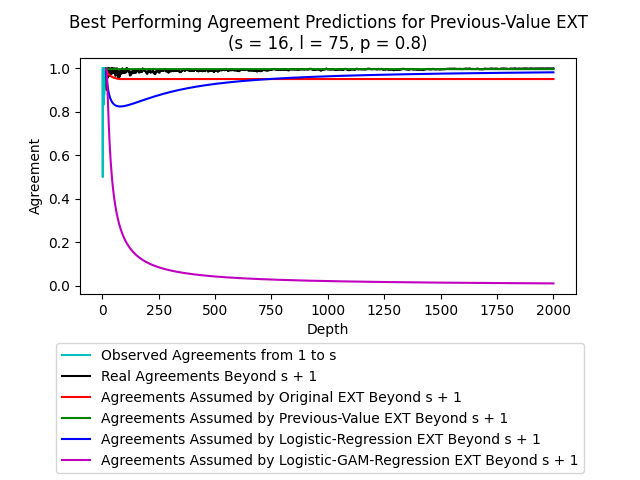 Best Performing Agreement Predictions for Previous-Value EXT
(s = 16, l = 75, p = 0.8)
1.0
0.8
0.6
0.4
0.2
0.0
Agreement
0 250 500 750 1000 1250 1500 1750 2000
Depth
Observed Agreements from 1 to s
Real Agreements Beyond s + 1
Agreements Assumed by Original EXT Beyond s + 1
Agreements Assumed by Previous-Value EXT Beyond s + 1
Agreements Assumed by Logistic-Regression EXT Beyond s + 1
Agreements Assumed by Logistic-GAM-Regression EXT Beyond s + 1